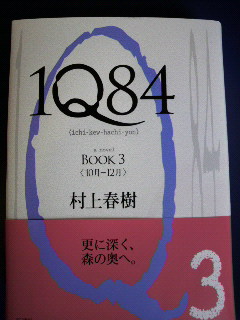 1Q84
(ichi-kew-hachi-yon)
a novel
BOOK 3
〈10月-12月〉
村上春樹
更に深く、
森の奥へ。
3